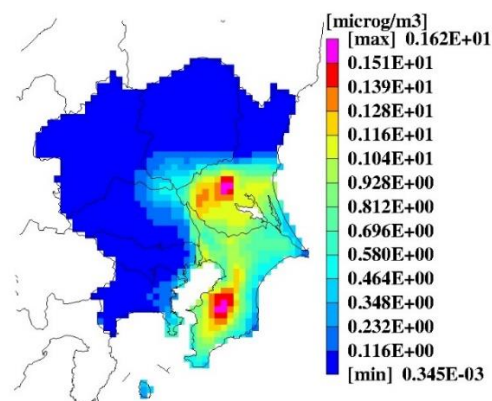 [microg/m3]
[max] 0.162E+01
0.151E+01
0.139E+01
0.128E+01
0.116E+01
0.104E+01
0.928E+00
0.812E+00
0.696E+00
0.580E+00
0.464E+00
0.348E+00
0.232E+00
0.116E+00
[min] 0.345E-03